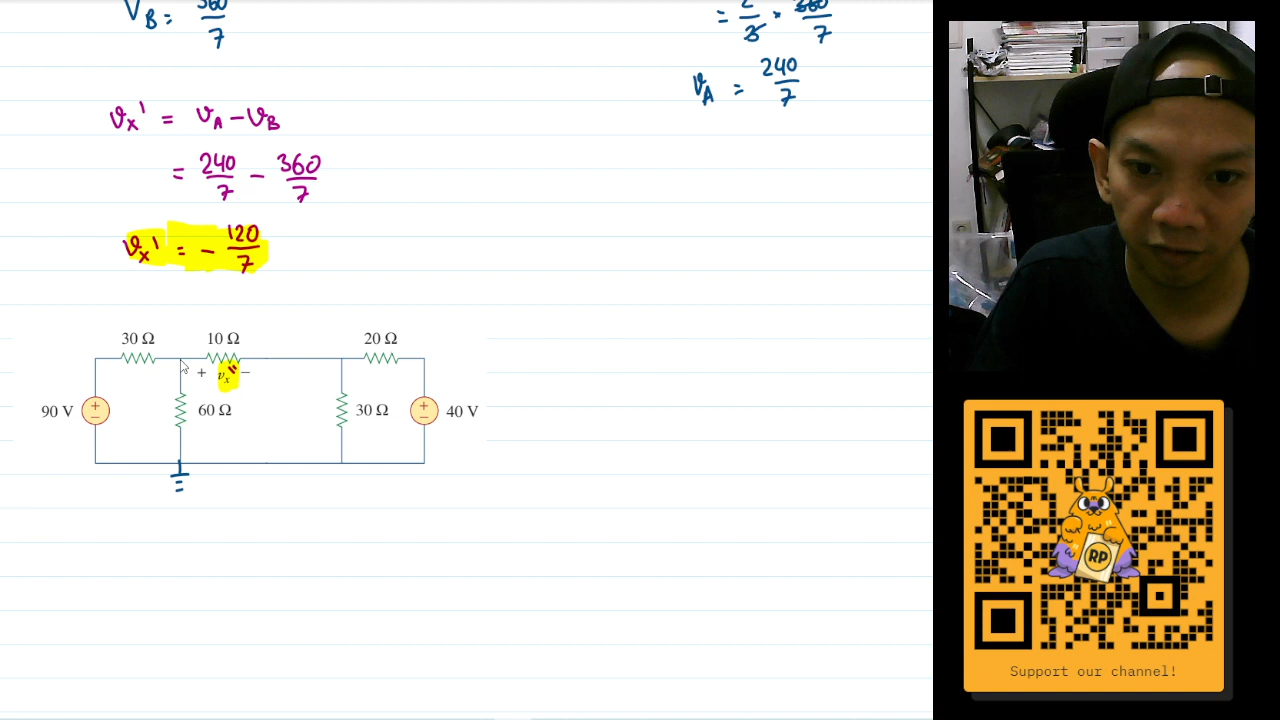 V_B = 360/7
= 2/3 · 360/7
v_A = 240/7
v_x' = v_A - v_B
= 240/7 - 360/7
v_x' = - 120/7
30 Ω 10 Ω 20 Ω
+ v_x" −
90 V 60 Ω 30 Ω 40 V
RP
Support our channel!